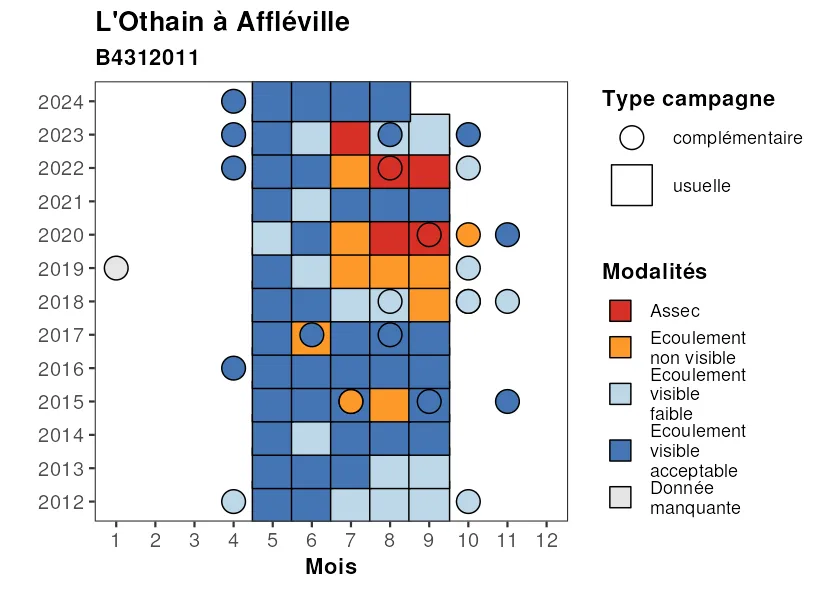 L'Othain à Affléville
B4312011
2024
2023
2022
2021
2020
2019
2018
2017
2016
2015
2014
2013
2012
1 2 3 4 5 6 7 8 9 10 11 12
Mois
Type campagne
complémentaire
usuelle
Modalités
Assec
Ecoulement
non visible
Ecoulement
visible
faible
Ecoulement
visible
acceptable
Donnée
manquante